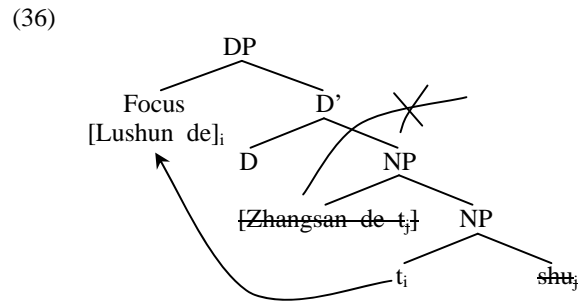 (36)
DP
Focus D’
[Lushun de]i
D NP
[Zhangsan de tj] NP
ti shuj